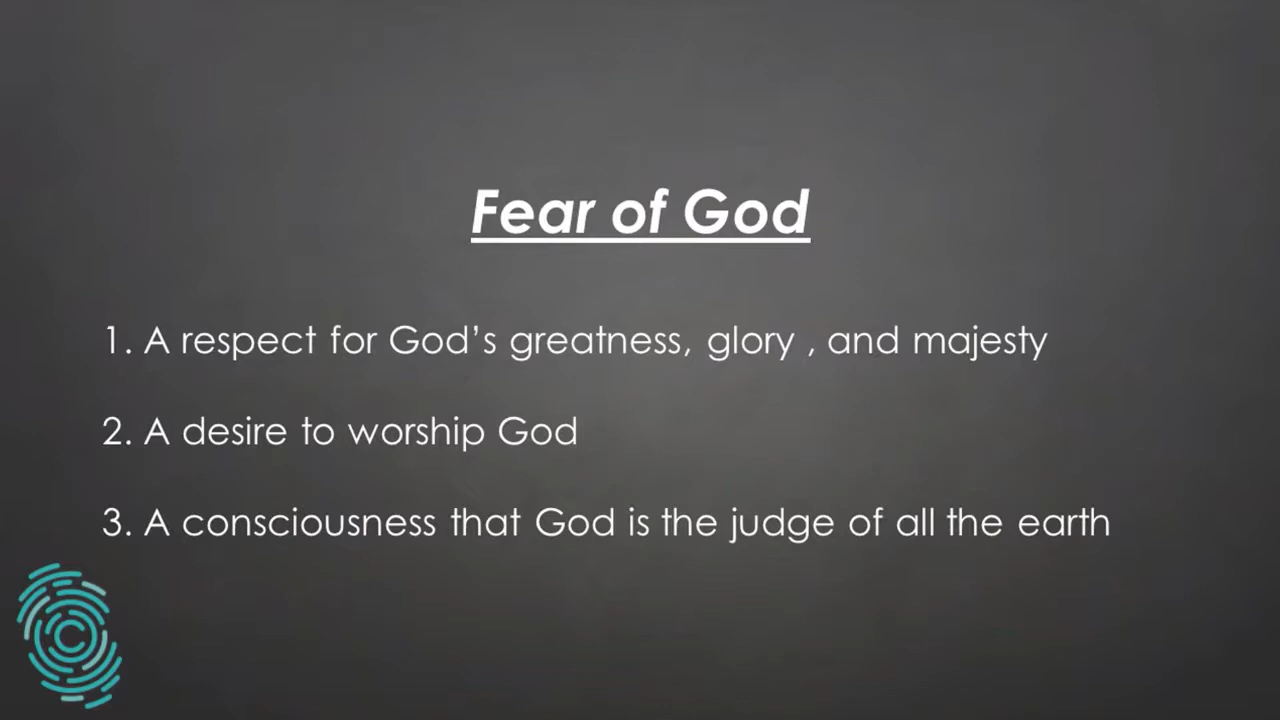 Fear of God
1. A respect for God’s greatness, glory , and majesty
2. A desire to worship God
3. A consciousness that God is the judge of all the earth